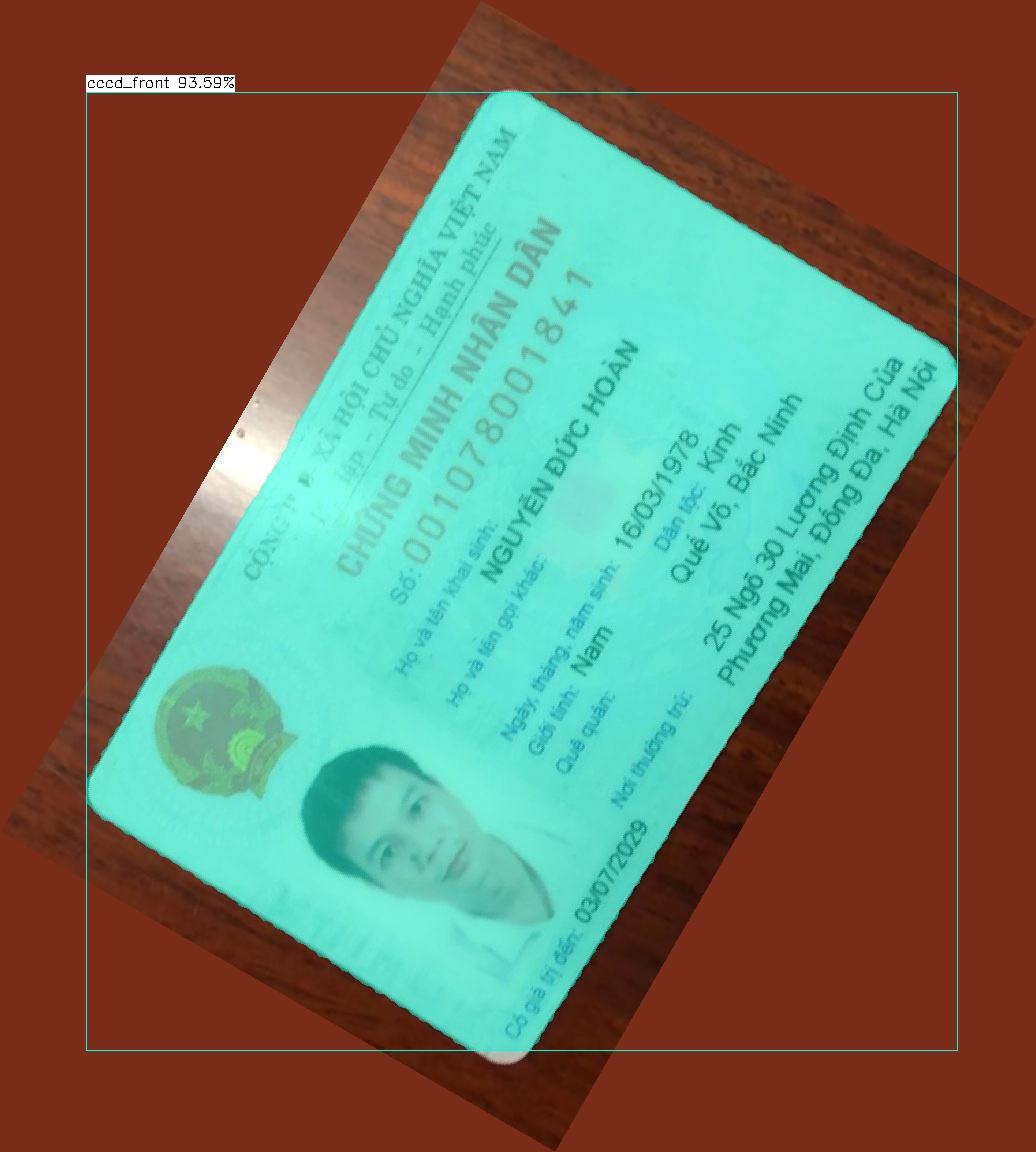 cccd_front 93.59%
XÃ HỘI CHỦ NGHĨA VIỆT NAM
lập - Tự do - Hạnh phúc
CHỨNG MINH NHÂN DÂN
Số: 001078001841
Họ và tên khai sinh:
NGUYỄN ĐỨC HOÀN
Họ và tên gọi khác:
Ngày, tháng, năm sinh: 16/03/1978
Giới tính: Nam Dân tộc: Kinh
Quê quán: Quế Võ, Bắc Ninh
Nơi thường trú: 25 Ngõ 30 Lương Định Của
Phương Mai, Đống Đa, Hà Nội
Có giá trị đến: 03/07/2029